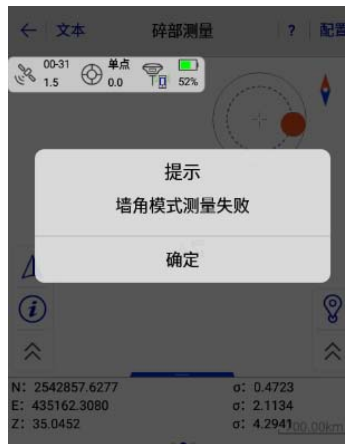 文本 碎部测量 ? 配置
00-31 单点
1.5 0.0 52%
提示
墙角模式测量失败
确定
N: 2542857.6277 σ: 0.4723
E: 435162.3080 σ: 2.1134
Z: 35.0452 σ: 4.2941